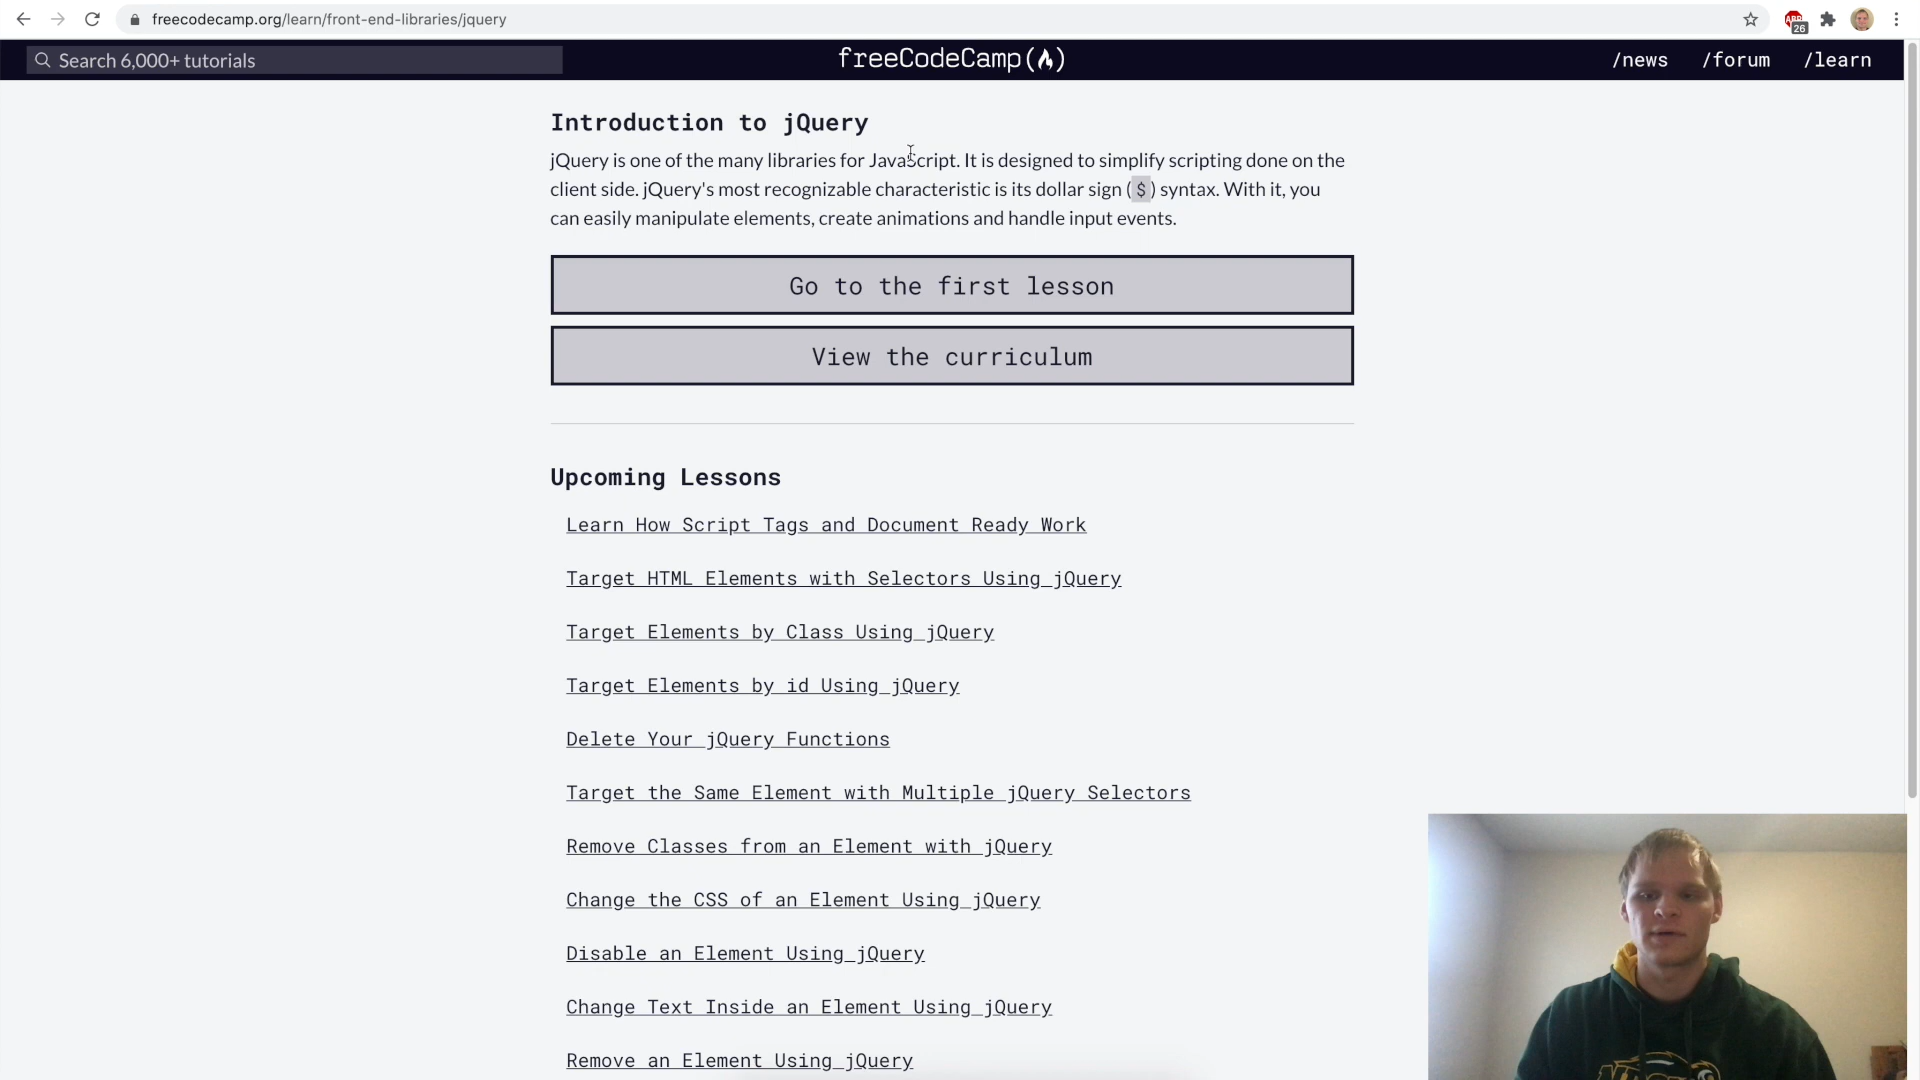 freecodecamp.org/learn/front-end-libraries/jquery
ABP
26
Search 6,000+ tutorials
freeCodeCamp
/news
/forum
/learn
Introduction to jQuery
jQuery is one of the many libraries for JavaScript. It is designed to simplify scripting done on the
client side. jQuery's most recognizable characteristic is its dollar sign ( $ ) syntax. With it, you
can easily manipulate elements, create animations and handle input events.
Go to the first lesson
View the curriculum
Upcoming Lessons
Learn How Script Tags and Document Ready Work
Target HTML Elements with Selectors Using jQuery
Target Elements by Class Using jQuery
Target Elements by id Using jQuery
Delete Your jQuery Functions
Target the Same Element with Multiple jQuery Selectors
Remove Classes from an Element with jQuery
Change the CSS of an Element Using jQuery
Disable an Element Using jQuery
Change Text Inside an Element Using jQuery
Remove an Element Using jQuery